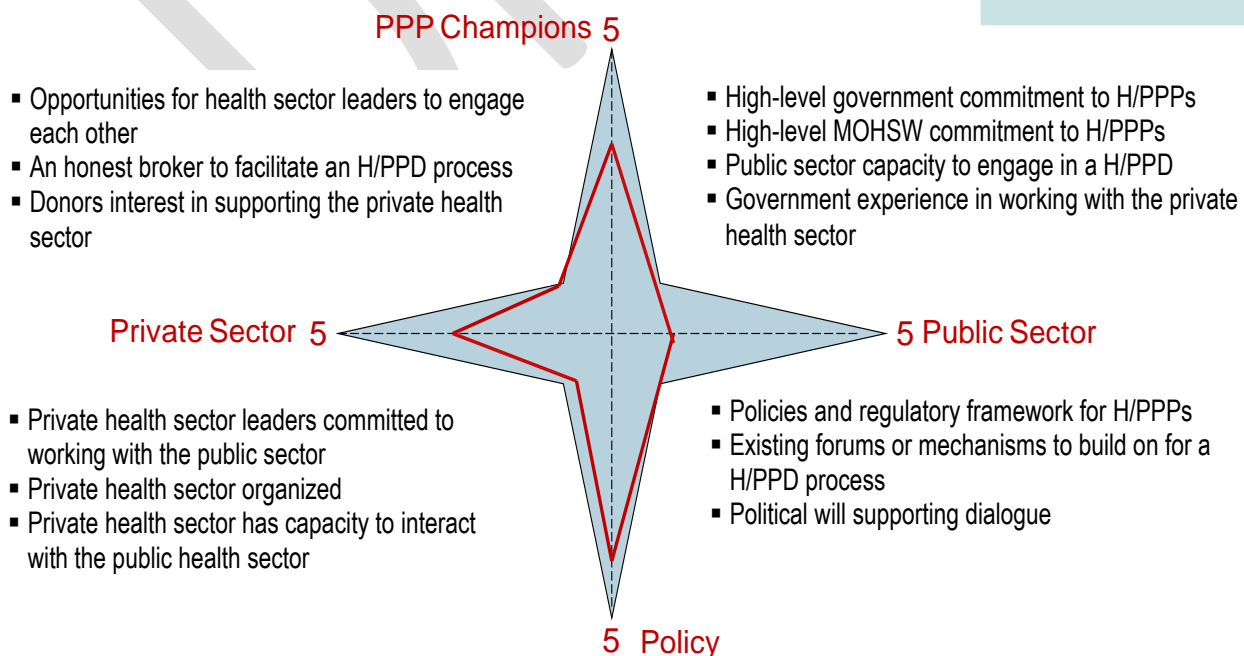 PPP Champions 5
▪ Opportunities for health sector leaders to engage
each other
▪ An honest broker to facilitate an H/PPD process
▪ Donors interest in supporting the private health
sector
▪ High-level government commitment to H/PPPs
▪ High-level MOHSW commitment to H/PPPs
▪ Public sector capacity to engage in a H/PPD
▪ Government experience in working with the private
health sector
Private Sector 5
5 Public Sector
▪ Private health sector leaders committed to
working with the public sector
▪ Private health sector organized
▪ Private health sector has capacity to interact
with the public health sector
▪ Policies and regulatory framework for H/PPPs
▪ Existing forums or mechanisms to build on for a
H/PPD process
▪ Political will supporting dialogue
5 Policy